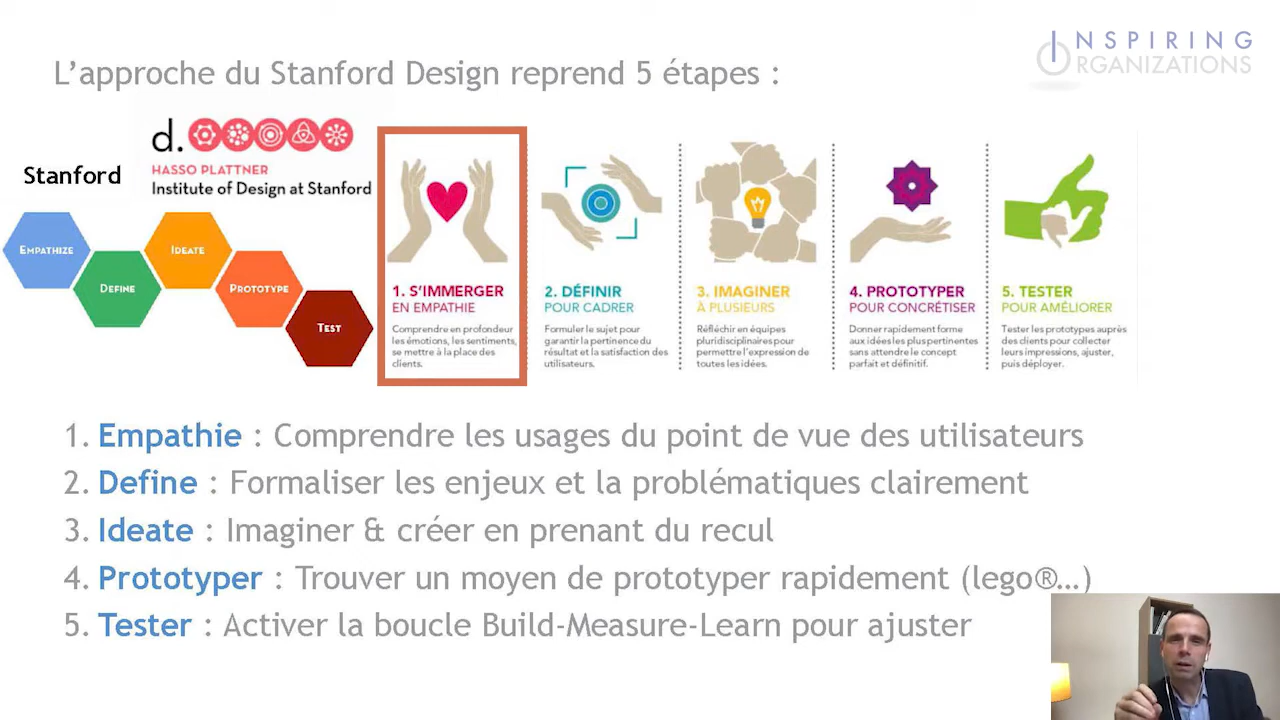 INSPIRING
ORGANIZATIONS
L’approche du Stanford Design reprend 5 étapes :
d.
HASSO PLATTNER
Institute of Design at Stanford
Stanford
EMPATHIZE
DEFINE
IDEATE
PROTOTYPE
TEST
1. S’IMMERGER
EN EMPATHIE
Comprendre en profondeur
les émotions, les sentiments,
se mettre à la place des
clients.
2. DÉFINIR
POUR CADRER
Formuler le sujet pour
garantir la pertinence du
résultat et la satisfaction des
utilisateurs.
3. IMAGINER
À PLUSIEURS
Réfléchir en équipes
pluridisciplinaires pour
permettre l’expression de
toutes les idées.
4. PROTOTYPER
POUR CONCRÉTISER
Donner rapidement forme
aux idées les plus pertinentes
sans attendre le concept
parfait et définitif.
5. TESTER
POUR AMÉLIORER
Tester les prototypes auprès
des clients pour collecter
leurs impressions, ajuster,
puis déployer.
1. Empathie : Comprendre les usages du point de vue des utilisateurs
2. Define : Formaliser les enjeux et la problématiques clairement
3. Ideate : Imaginer & créer en prenant du recul
4. Prototyper : Trouver un moyen de prototyper rapidement (lego®…)
5. Tester : Activer la boucle Build-Measure-Learn pour ajuster